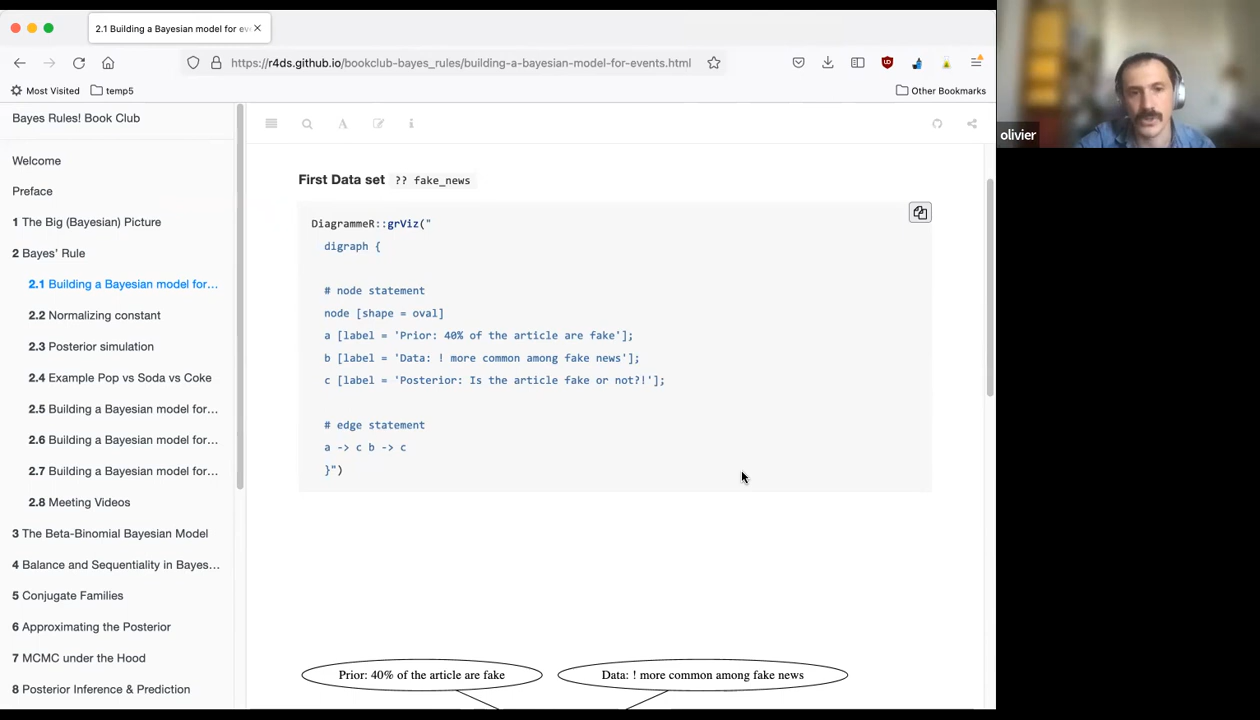 2.1 Building a Bayesian model for eve
https://r4ds.github.io/bookclub-bayes_rules/building-a-bayesian-model-for-events.html
Most Visited
temp5
Other Bookmarks
Bayes Rules! Book Club
Welcome
Preface
1 The Big (Bayesian) Picture
2 Bayes' Rule
2.1 Building a Bayesian model for…
2.2 Normalizing constant
2.3 Posterior simulation
2.4 Example Pop vs Soda vs Coke
2.5 Building a Bayesian model for…
2.6 Building a Bayesian model for…
2.7 Building a Bayesian model for…
2.8 Meeting Videos
3 The Beta-Binomial Bayesian Model
4 Balance and Sequentiality in Bayes…
5 Conjugate Families
6 Approximating the Posterior
7 MCMC under the Hood
8 Posterior Inference & Prediction
First Data set ?? fake_news
DiagrammeR::grViz("
digraph {
# node statement
node [shape = oval]
a [label = 'Prior: 40% of the article are fake'];
b [label = 'Data: ! more common among fake news'];
c [label = 'Posterior: Is the article fake or not?!'];
# edge statement
a -> c b -> c
}")
Prior: 40% of the article are fake
Data: ! more common among fake news
olivier